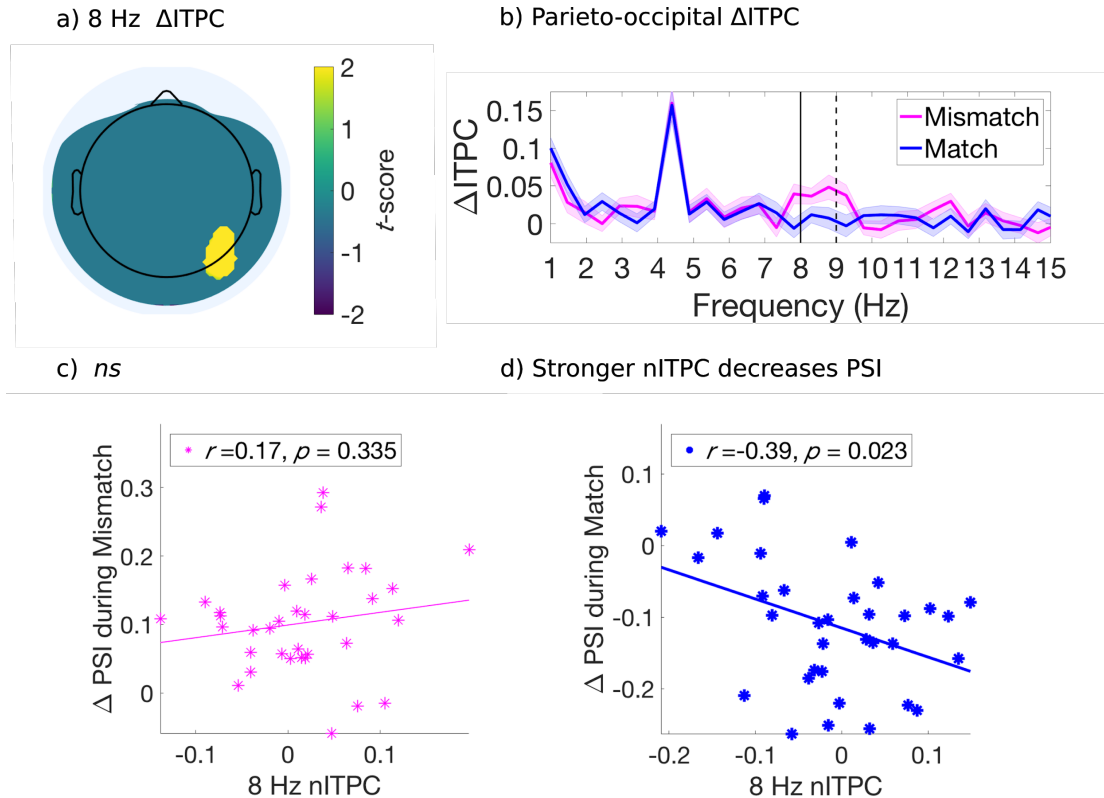 a) 8 Hz ΔITPC
2
1
0
-1
-2
t-score
b) Parieto-occipital ΔITPC
0.15
0.1
0.05
0
ΔITPC
Mismatch
Match
1 2 3 4 5 6 7 8 9 10 11 12 13 14 15
Frequency (Hz)
c) ns
r=0.17, p = 0.335
0.3
0.2
0.1
0
Δ PSI during Mismatch
-0.1 0 0.1
8 Hz nITPC
d) Stronger nITPC decreases PSI
r=-0.39, p = 0.023
0.1
0
-0.1
-0.2
Δ PSI during Match
-0.2 -0.1 0 0.1
8 Hz nITPC